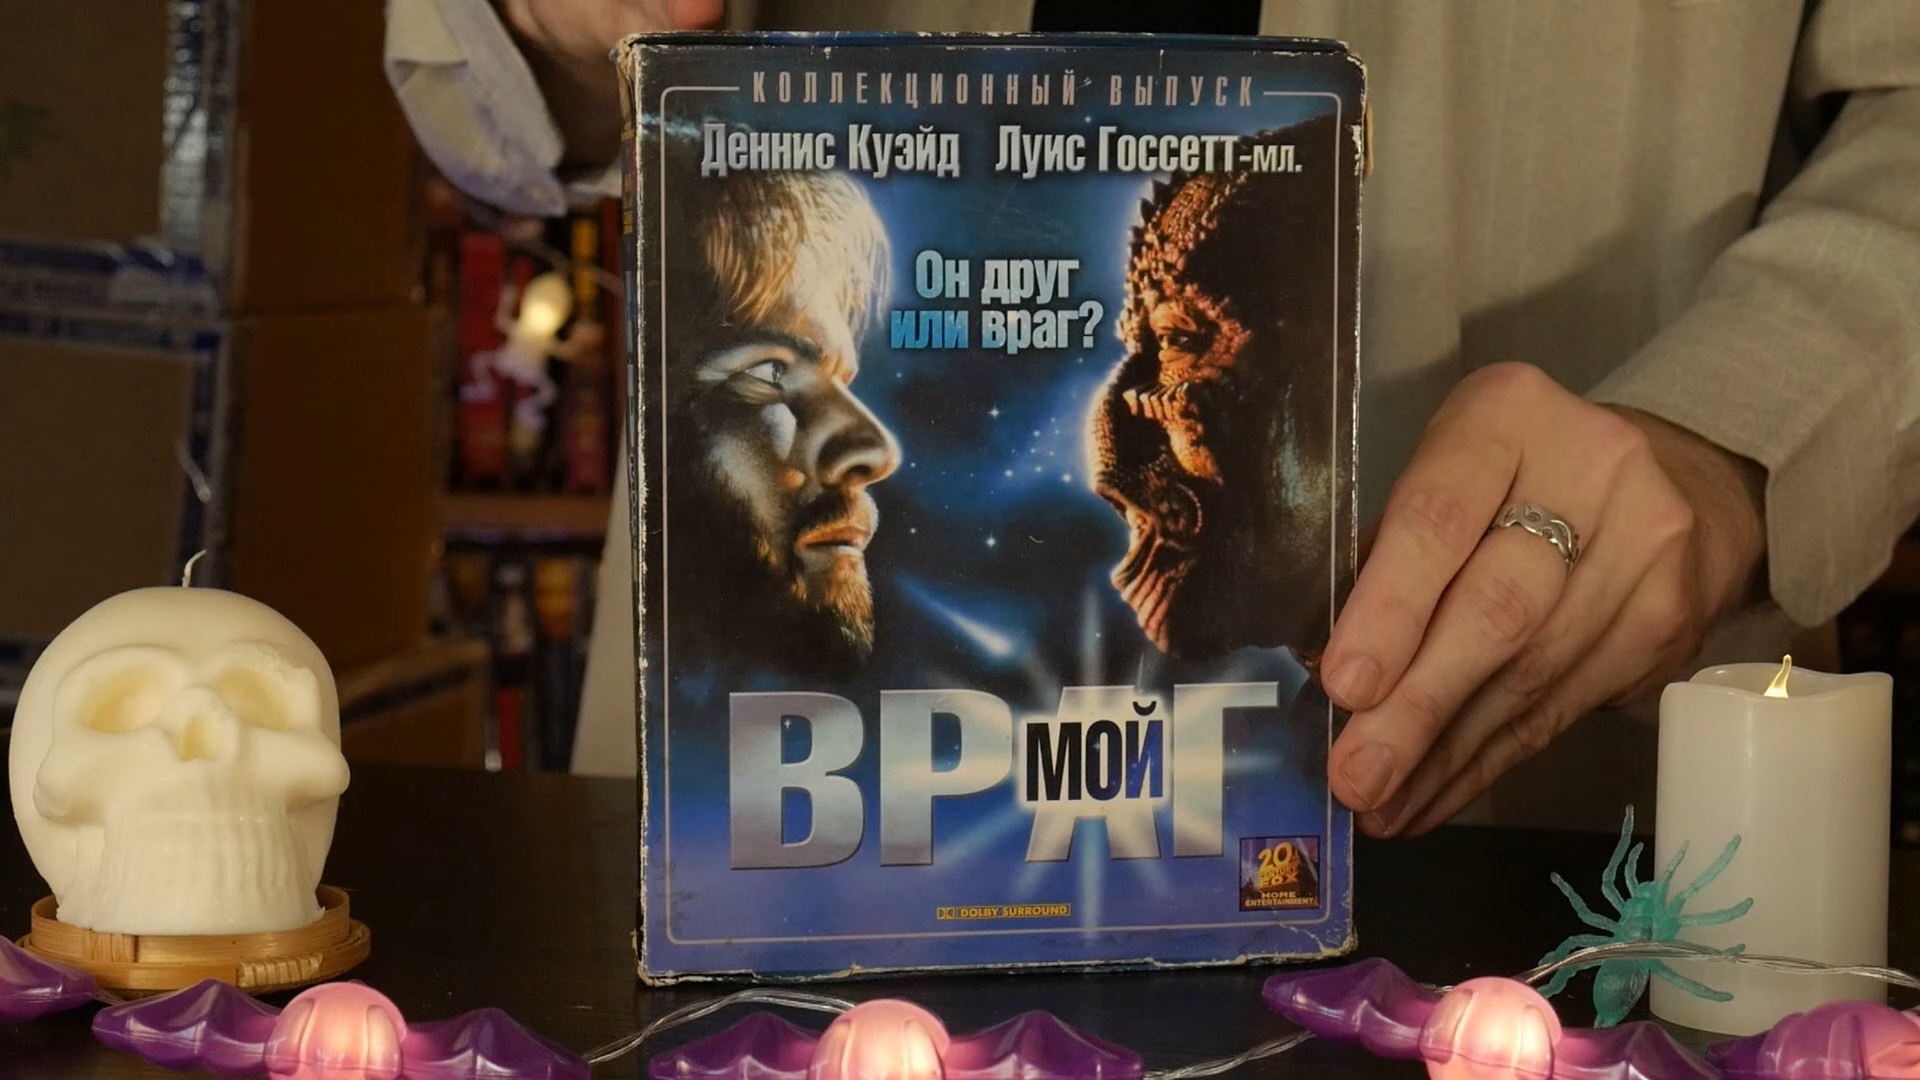 КОЛЛЕКЦИОННЫЙ ВЫПУСК
Деннис Куэйд Луис Госсетт-мл.
Он друг
или враг?
ВРАГ
МОЙ
20th
CENTURY
FOX
HOME
ENTERTAINMENT
DOLBY SURROUND